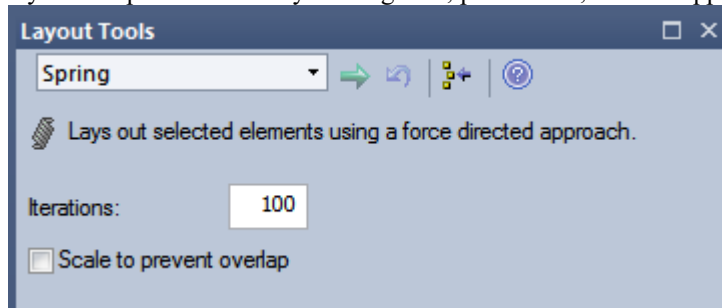 Layout Tools
Spring
Lays out selected elements using a force directed approach.
Iterations: 100
Scale to prevent overlap